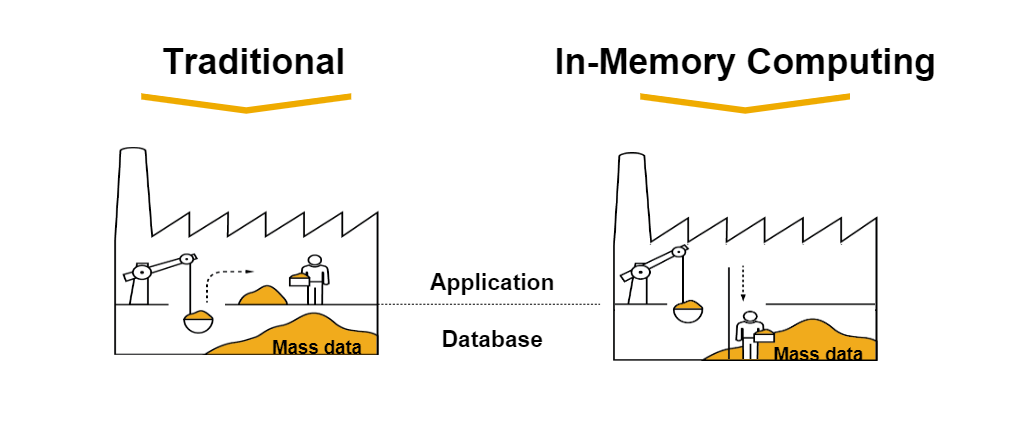 Traditional
In-Memory Computing
Application
Database
Mass data
Mass data